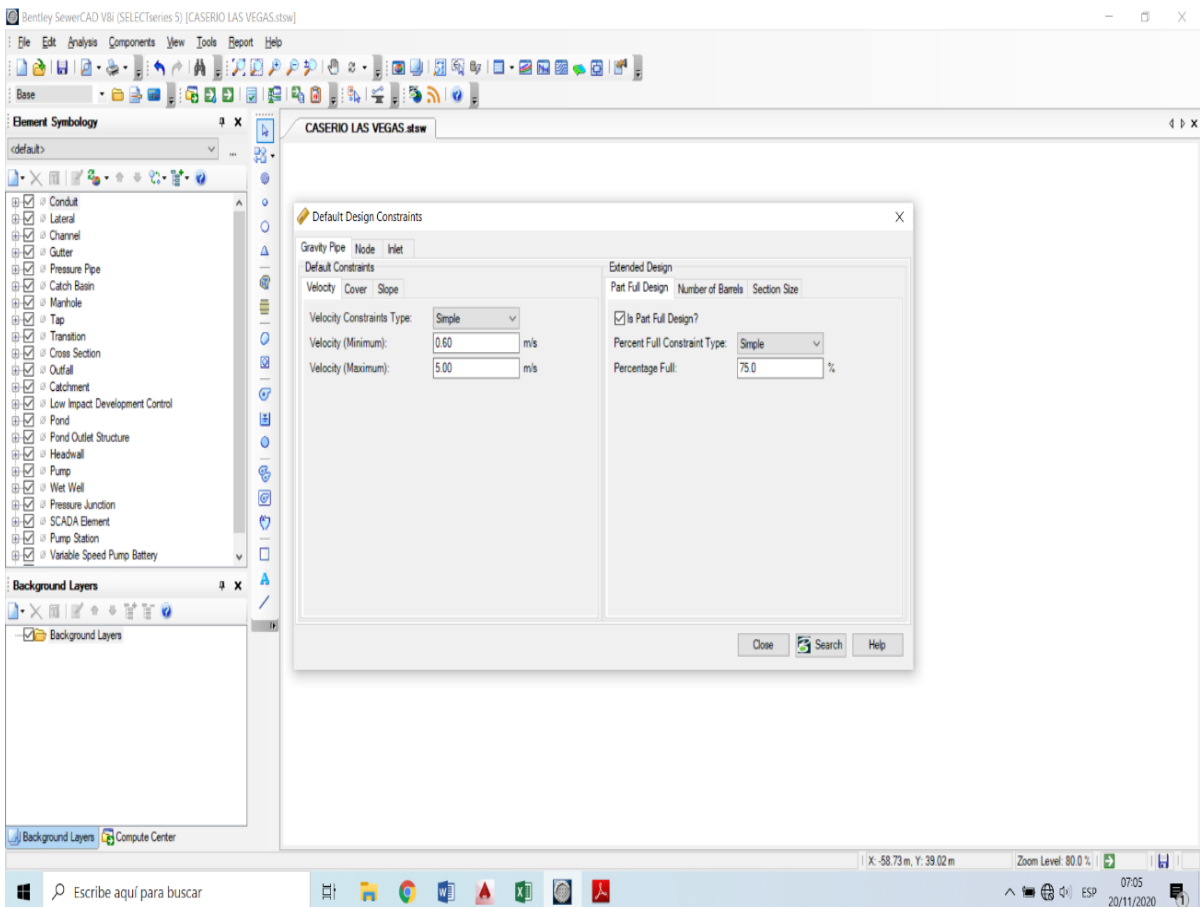 Bentley SewerCAD V8i (SELECTseries 5) [CASERIO LAS VEGAS.stsw]
File Edit Analysis Components View Tools Report Help
Base
Element Symbology
<default>
Conduit
Lateral
Channel
Gutter
Pressure Pipe
Catch Basin
Manhole
Tap
Transition
Cross Section
Outfall
Catchment
Low Impact Development Control
Pond
Pond Outlet Structure
Headwall
Pump
Wet Well
Pressure Junction
SCADA Element
Pump Station
Variable Speed Pump Battery
Background Layers
Background Layers
Background Layers Compute Center
CASERIO LAS VEGAS.stsw
Default Design Constraints
Gravity Pipe Node Inlet
Default Constraints
Velocity Cover Slope
Velocity Constraints Type: Simple
Velocity (Minimum): 0.60 m/s
Velocity (Maximum): 5.00 m/s
Extended Design
Part Full Design Number of Barrels Section Size
Is Part Full Design?
Percent Full Constraint Type: Simple
Percentage Full: 75.0 %
Close Search Help
X: -58.73 m, Y: 39.02 m Zoom Level: 80.0 %
Escribe aquí para buscar
ESP
07:05
20/11/2020